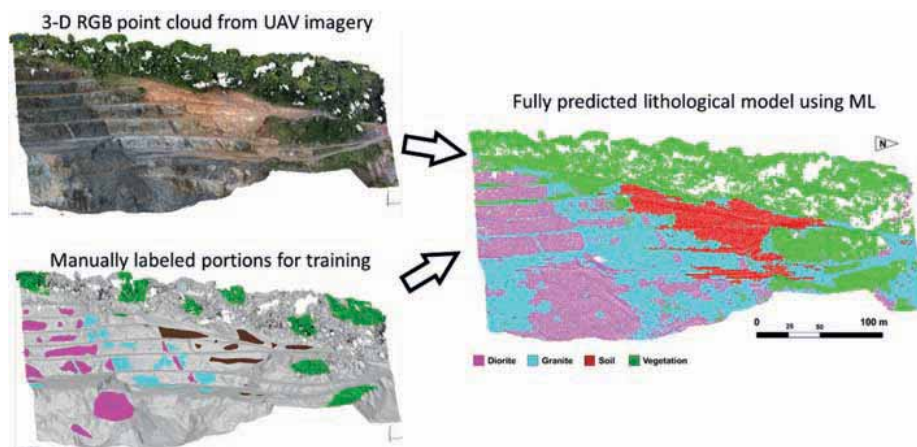 3-D RGB point cloud from UAV imagery
Manually labeled portions for training
Fully predicted lithological model using ML
N
0 25 50 100 m
Diorite Granite Soil Vegetation